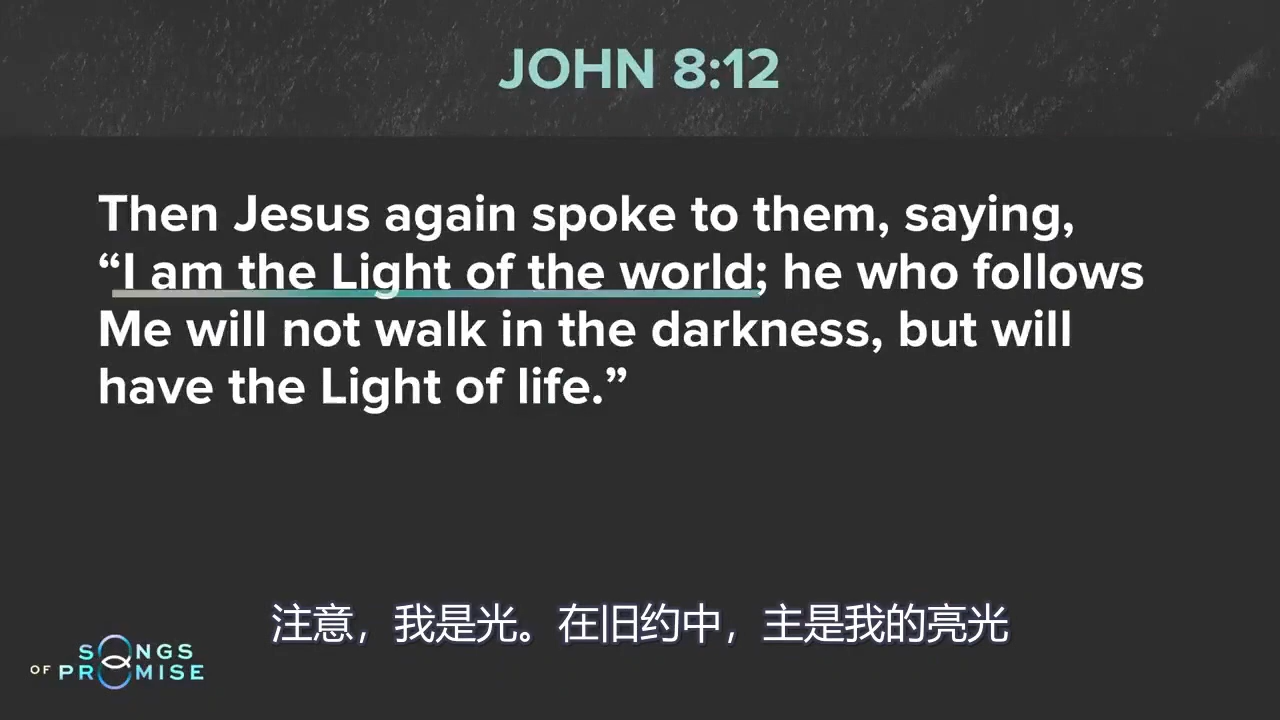 JOHN 8:12
Then Jesus again spoke to them, saying,
“I am the Light of the world; he who follows
Me will not walk in the darkness, but will
have the Light of life.”
注意，我是光。在旧约中，主是我的亮光
SONGS
OF PROMISE